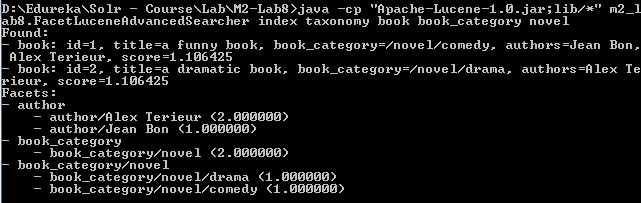 D:\Edureka\Solr - Course\Lab\M2-Lab8>java -cp "Apache-Lucene-1.0.jar;lib/*" m2_l
ab8.FacetLuceneAdvancedSearcher index taxonomy book book_category novel
Found:
- book: id=1, title=a funny book, book_category=/novel/comedy, authors=Jean Bon,
 Alex Terieur, score=1.106425
- book: id=2, title=a dramatic book, book_category=/novel/drama, authors=Alex Te
rieur, score=1.106425
Facets:
- author
    - author/Alex Terieur (2.000000)
    - author/Jean Bon (1.000000)
- book_category
    - book_category/novel (2.000000)
- book_category/novel
    - book_category/novel/drama (1.000000)
    - book_category/novel/comedy (1.000000)